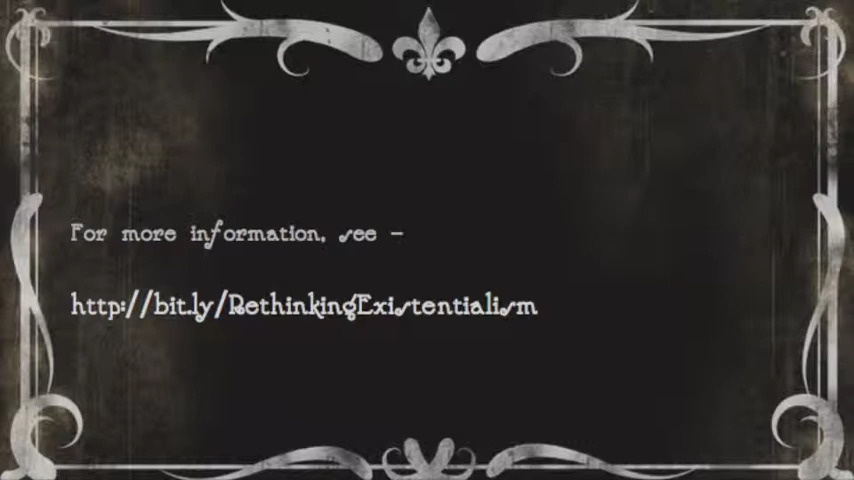 For more information, see -
http://bit.ly/RethinkingExistentialism